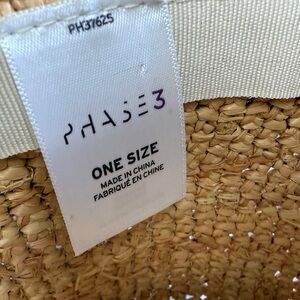 PH37625
PHASE3
ONE SIZE
MADE IN CHINA
FABRIQUÉ EN CHINE